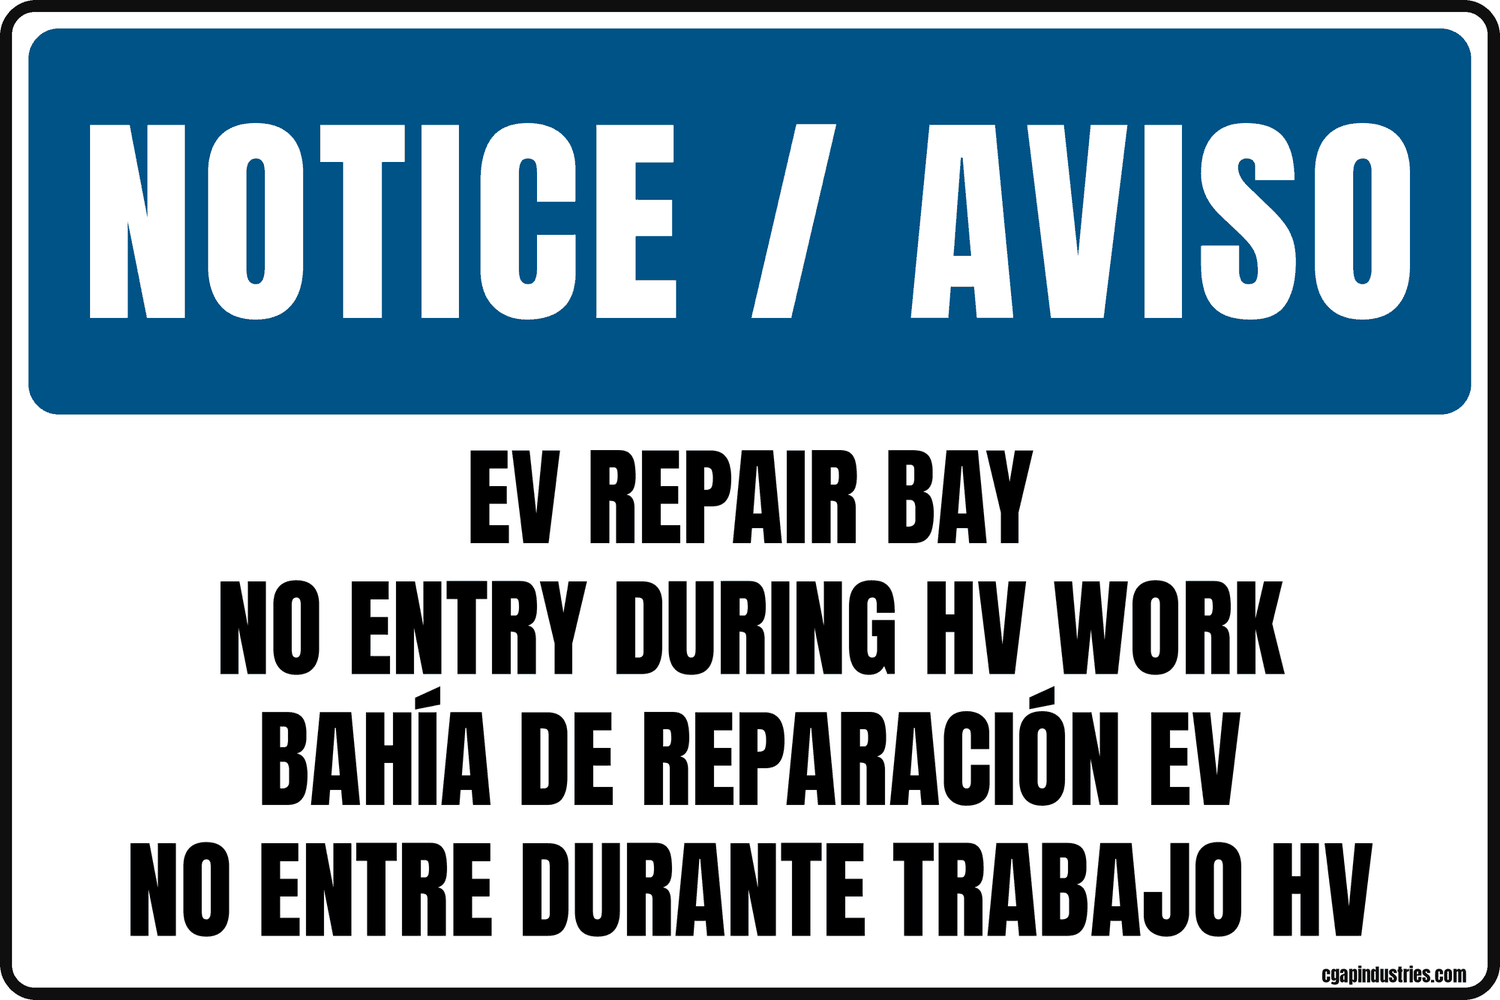 NOTICE / AVISO
EV REPAIR BAY
NO ENTRY DURING HV WORK
BAHÍA DE REPARACIÓN EV
NO ENTRE DURANTE TRABAJO HV
cgapindustries.com